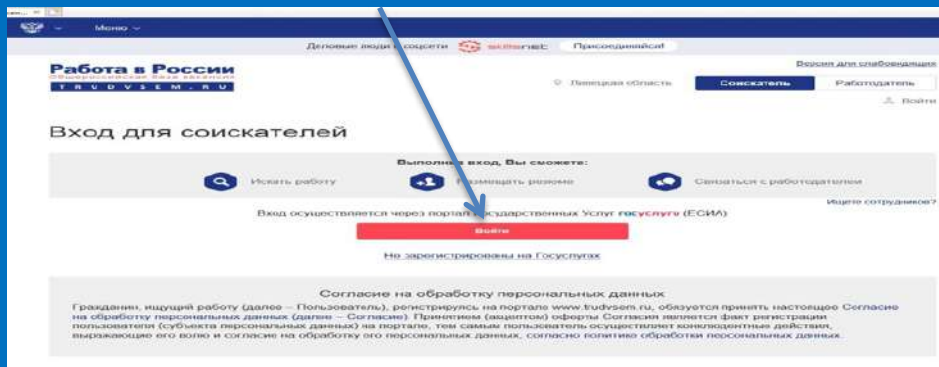 Меню
Деловые люди в соцсети skillsnet Присоединяйся!
Версия для слабовидящих
Работа в России
Общероссийская база вакансий
TRUDVSEM.RU
Липецкая область Соискатель Работодатель
Войти
Вход для соискателей
Выполнив вход, Вы сможете:
Искать работу Размещать резюме Связаться с работодателем
Ищете сотрудников?
Вход осуществляется через портал Государственных Услуг госуслуги (ЕСИА)
Войти
Не зарегистрированы на Госуслугах
Согласие на обработку персональных данных
Гражданин, ищущий работу (далее – Пользователь), регистрируясь на портале www.trudvsem.ru, обязуется принять настоящее Согласие
на обработку персональных данных (далее – Согласие). Принятием (акцептом) оферты Согласия является факт регистрации
пользователя (субъекта персональных данных) на портале, тем самым пользователь осуществляет конклюдентные действия,
выражающие его волю и согласие на обработку его персональных данных, согласно политике обработки персональных данных.